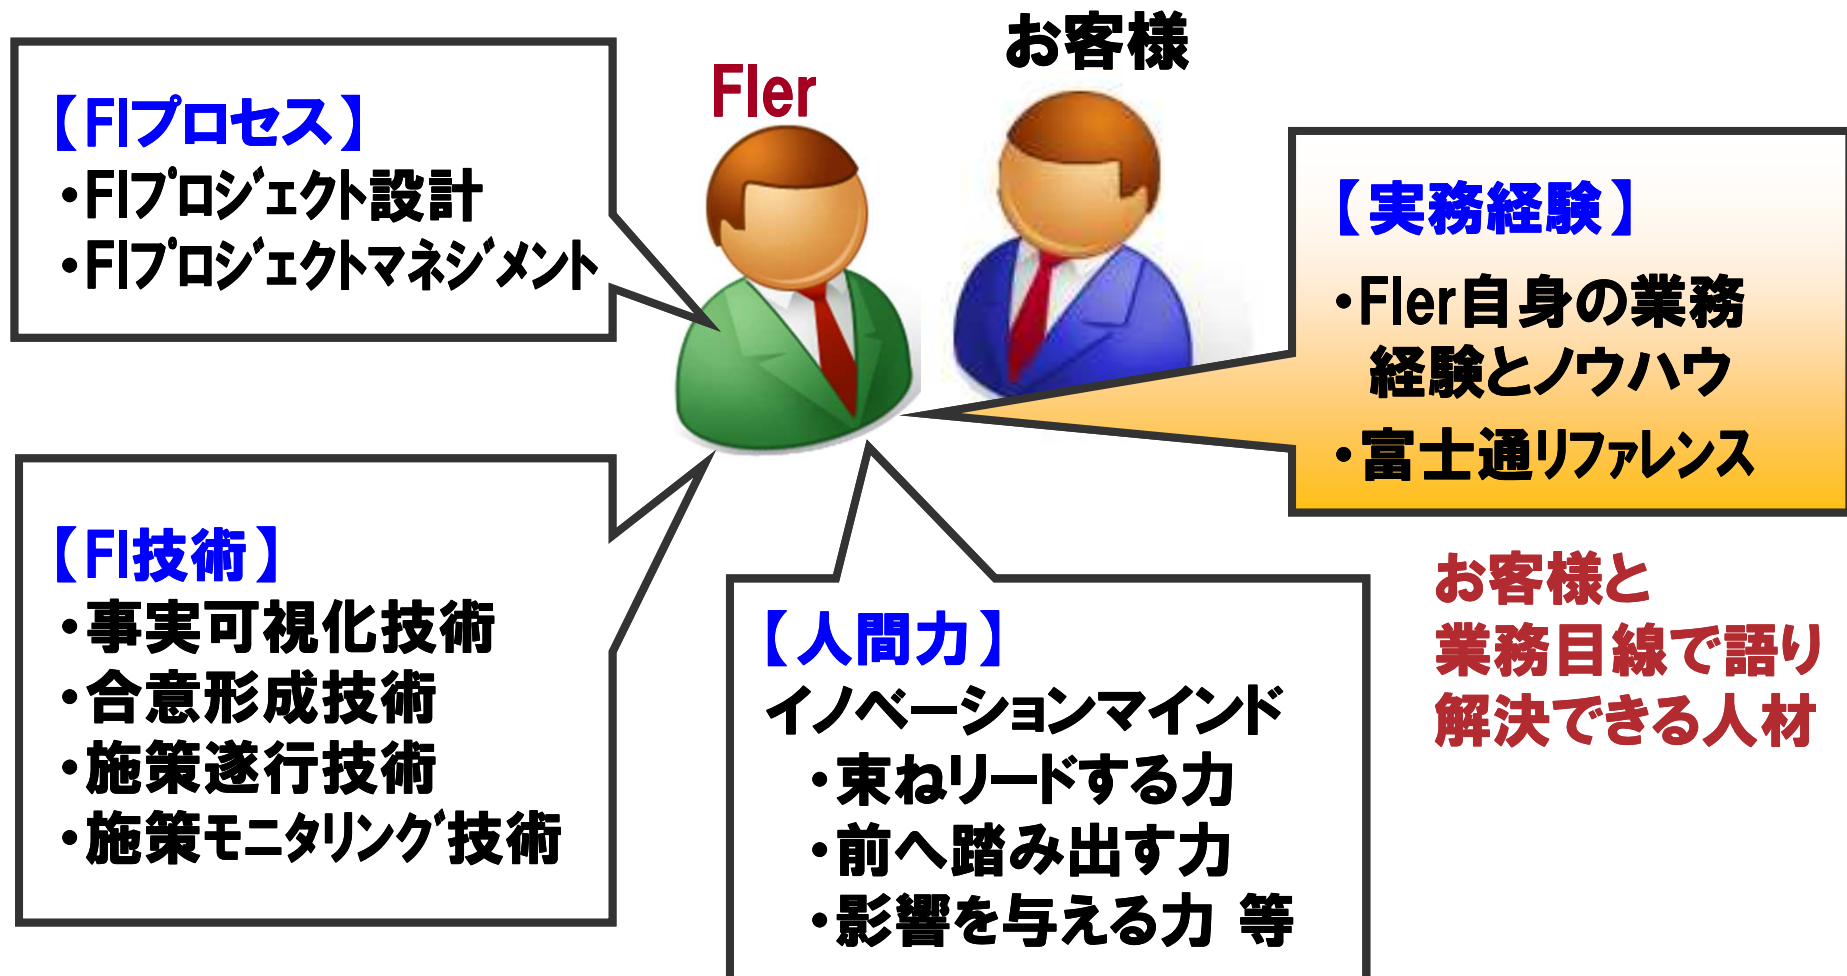 お客様
FIer
【FIプロセス】
・FIプロジェクト設計
・FIプロジェクトマネジメント
【実務経験】
・FIer自身の業務
経験とノウハウ
・富士通リファレンス
【FI技術】
・事実可視化技術
・合意形成技術
・施策遂行技術
・施策モニタリング技術
【人間力】
イノベーションマインド
・束ねリードする力
・前へ踏み出す力
・影響を与える力 等
お客様と
業務目線で語り
解決できる人材